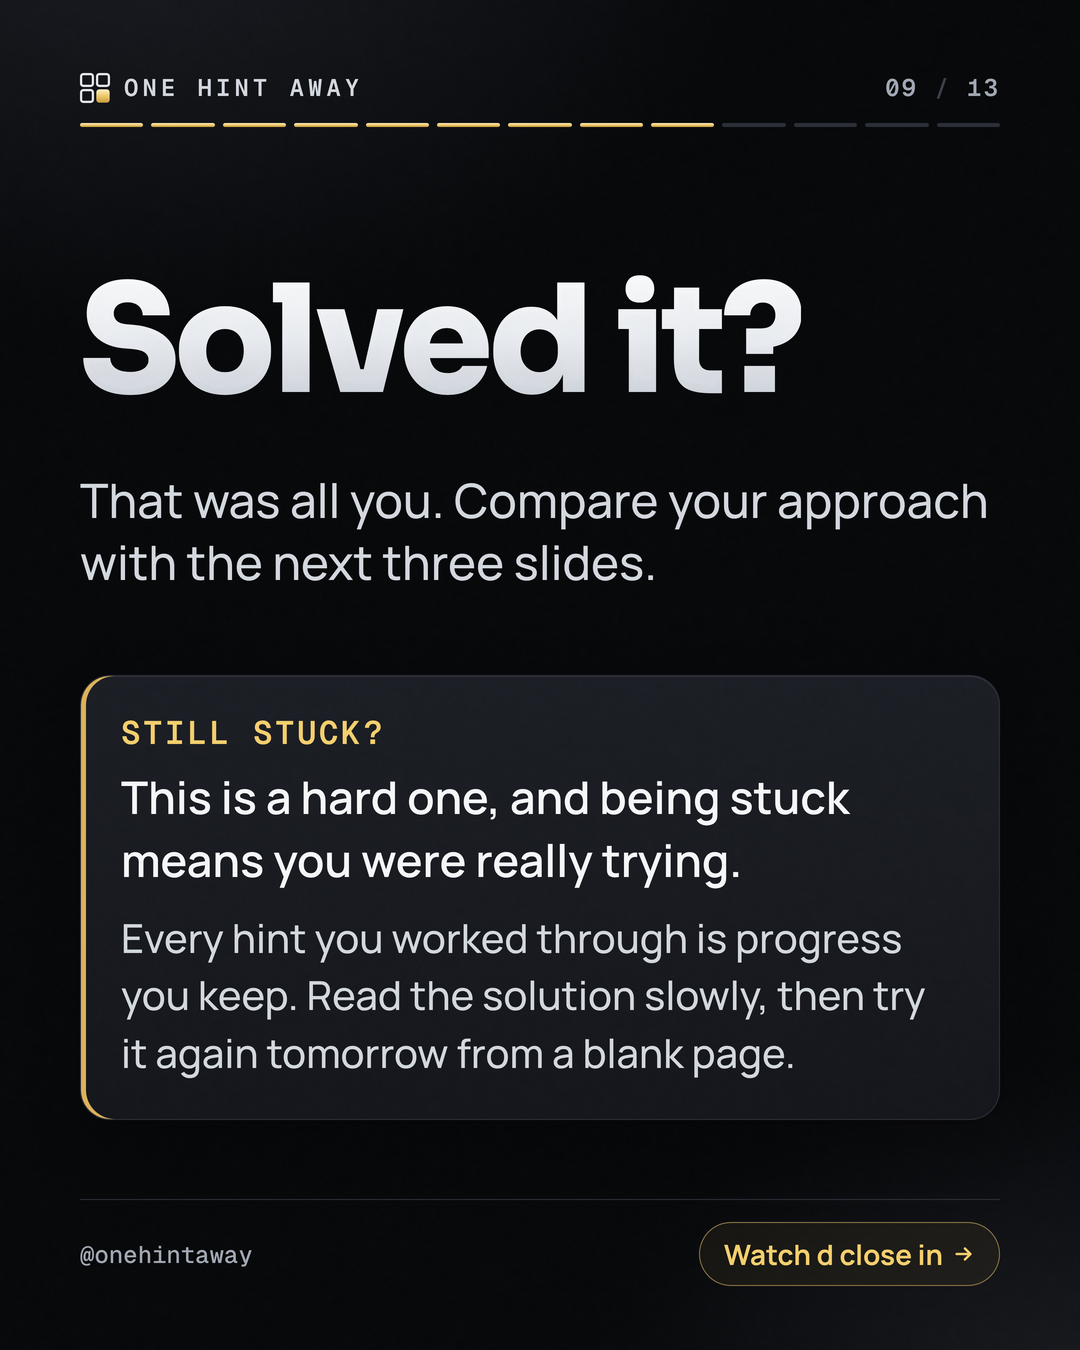 ONE HINT AWAY
09 / 13
Solved it?
That was all you. Compare your approach
with the next three slides.
STILL STUCK?
This is a hard one, and being stuck
means you were really trying.
Every hint you worked through is progress
you keep. Read the solution slowly, then try
it again tomorrow from a blank page.
@onehintaway
Watch d close in →